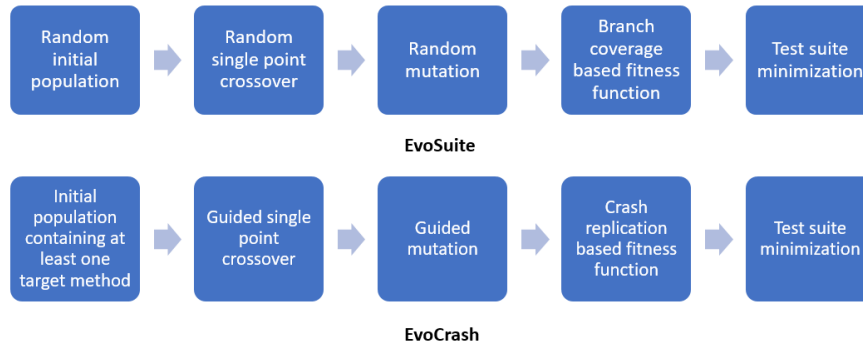 Random
initial
population
Random
single point
crossover
Random
mutation
Branch
coverage
based fitness
function
Test suite
minimization
EvoSuite
Initial
population
containing at
least one
target method
Guided single
point
crossover
Guided
mutation
Crash
replication
based fitness
function
Test suite
minimization
EvoCrash